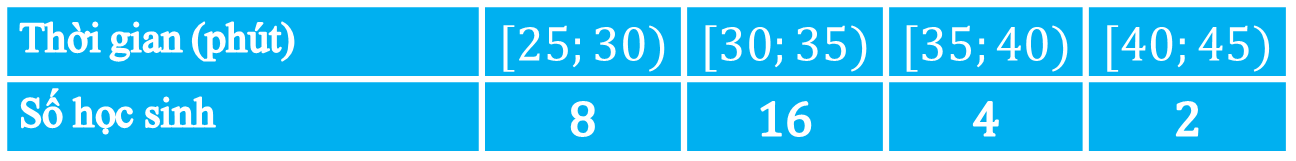 Thời gian (phút) [25; 30) [30; 35) [35; 40) [40; 45)
Số học sinh 8 16 4 2